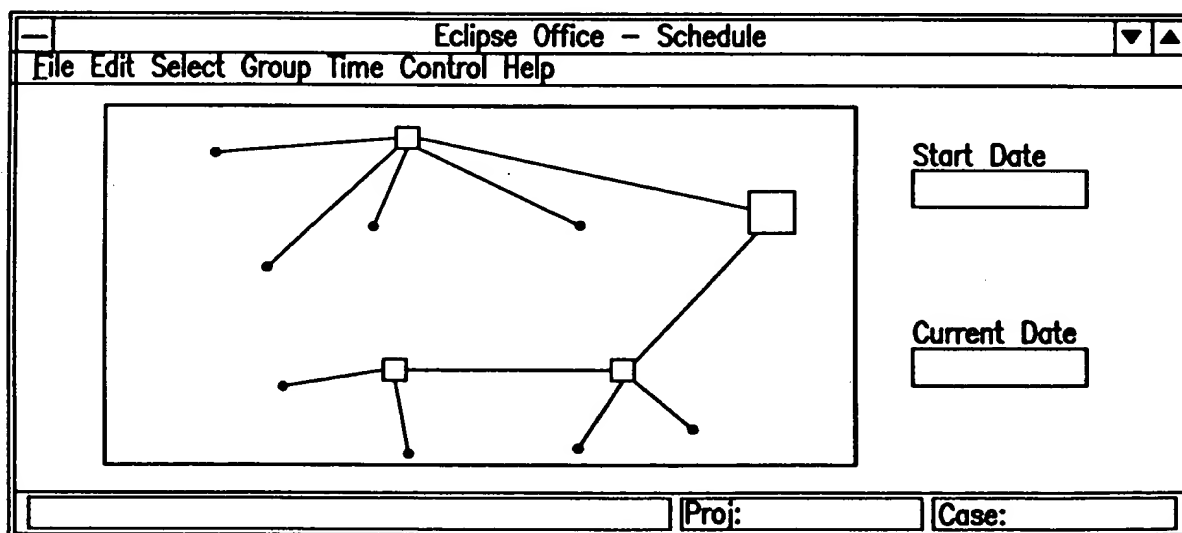 Eclipse Office – Schedule
File Edit Select Group Time Control Help
Start Date
Current Date
Proj:
Case: